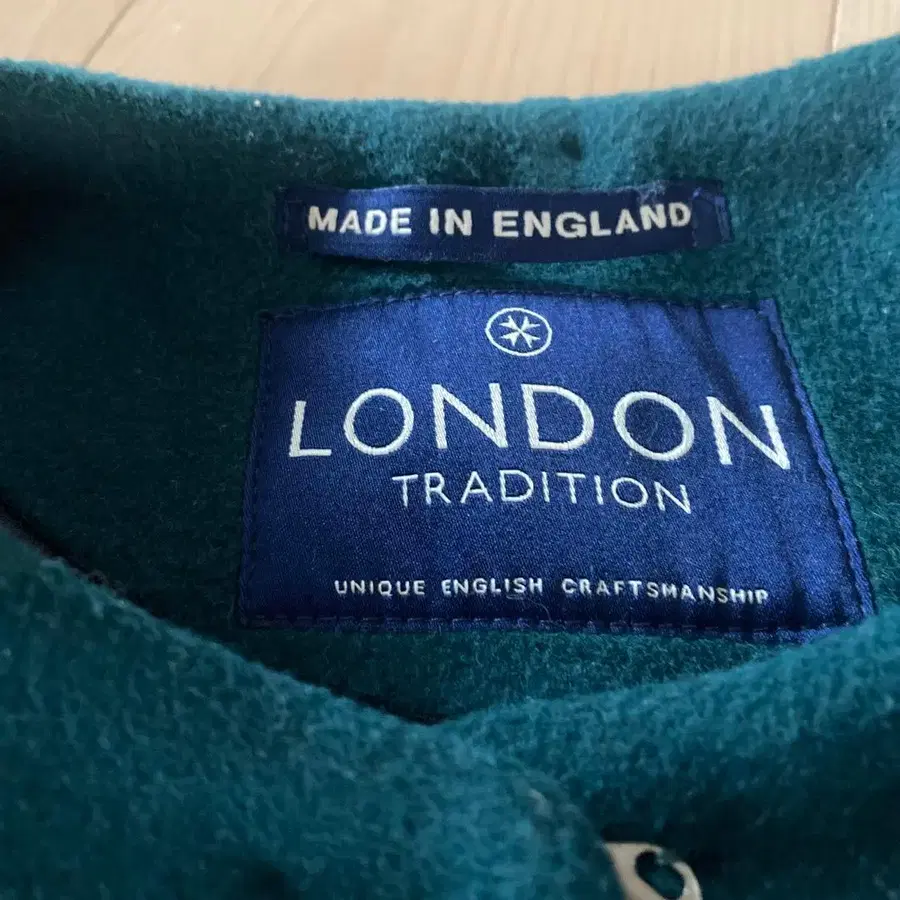 MADE IN ENGLAND
LONDON
TRADITION
UNIQUE ENGLISH CRAFTSMANSHIP